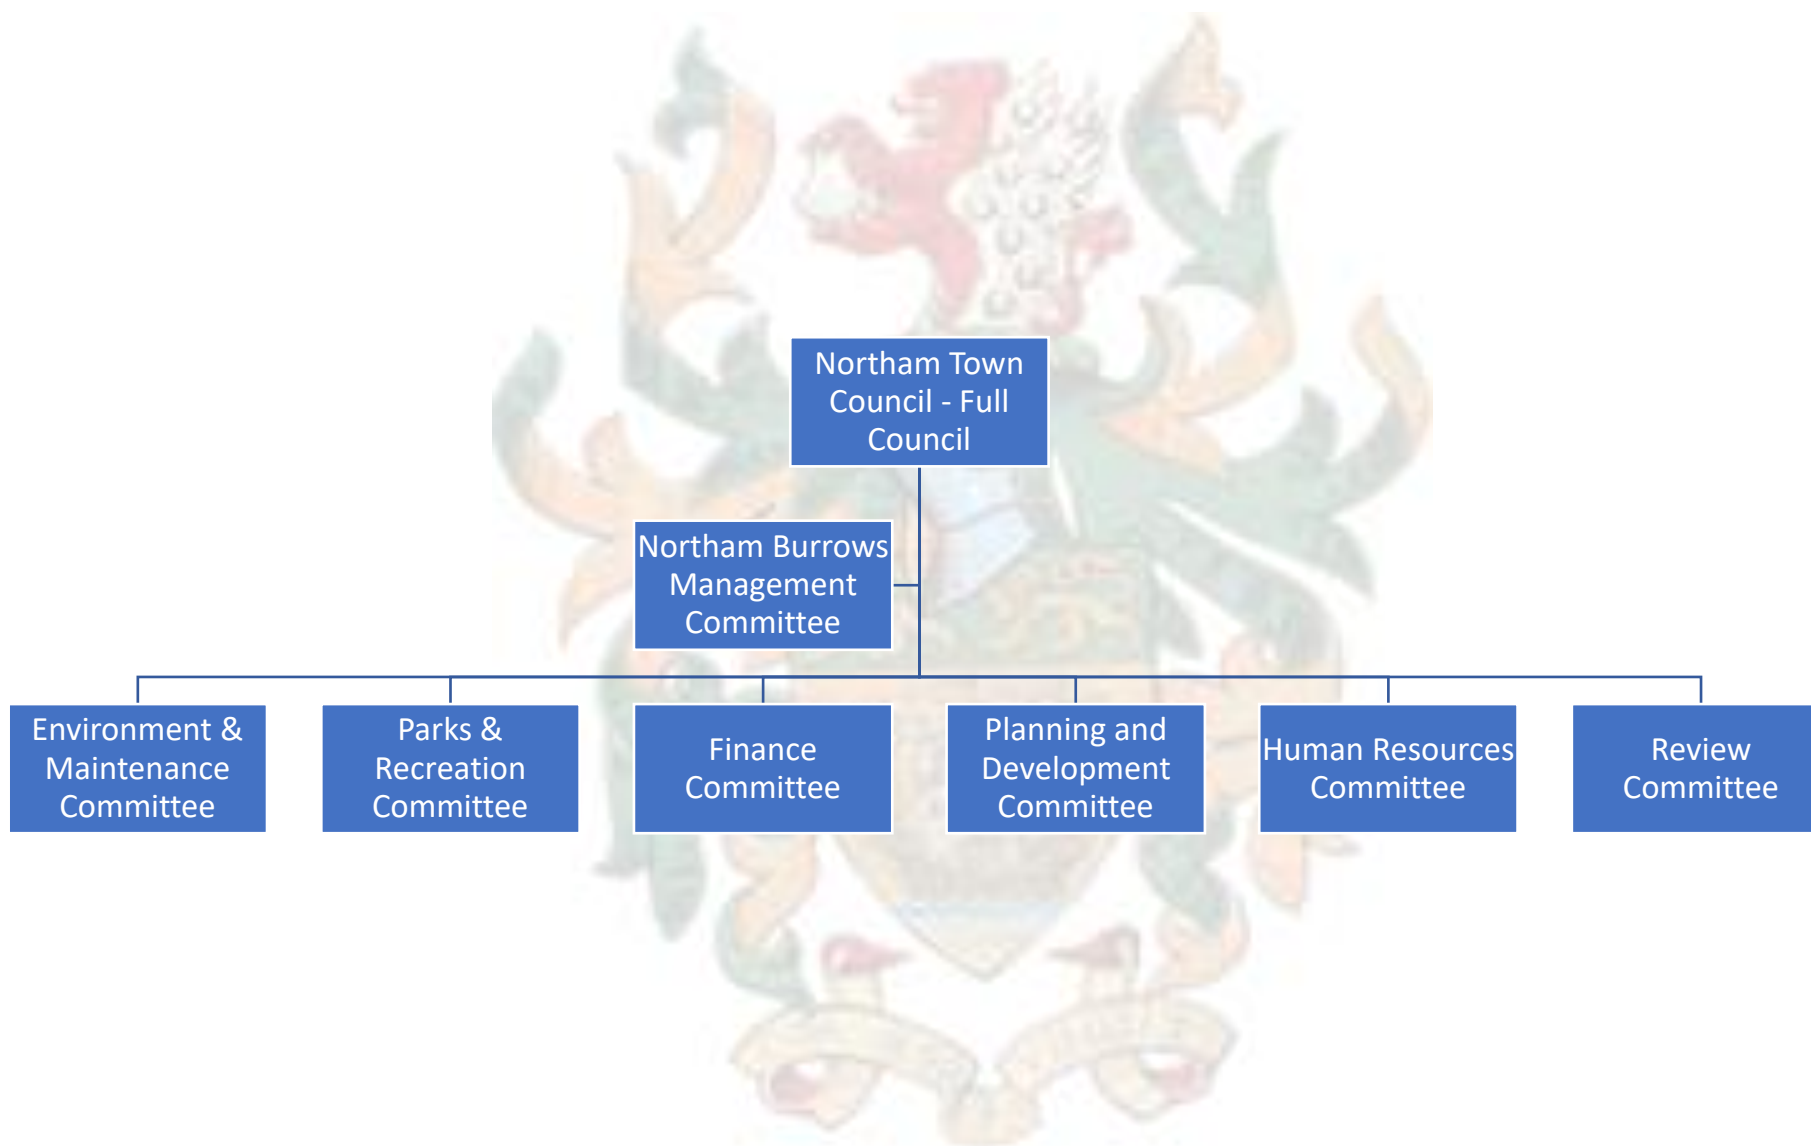 Northam Town
Council - Full
Council
Northam Burrows
Management
Committee
Environment &
Maintenance
Committee
Parks &
Recreation
Committee
Finance
Committee
Planning and
Development
Committee
Human Resources
Committee
Review
Committee